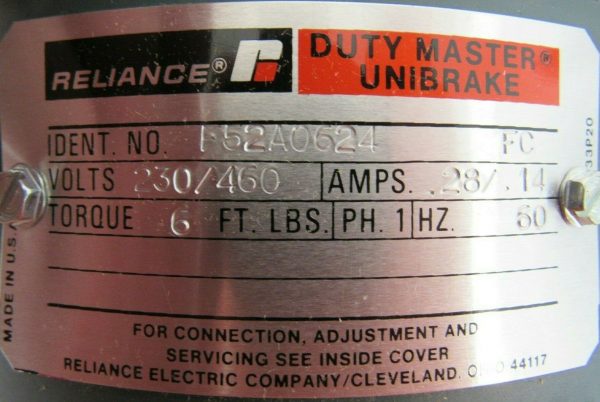 RELIANCE® DUTY MASTER®
UNIBRAKE
IDENT. NO. F52A0624 FC
VOLTS 230/460 AMPS. .28/.14
TORQUE 6 FT. LBS. PH. 1 HZ. 60
FOR CONNECTION, ADJUSTMENT AND
SERVICING SEE INSIDE COVER
RELIANCE ELECTRIC COMPANY/CLEVELAND, OHIO 44117
MADE IN U.S.
33P20